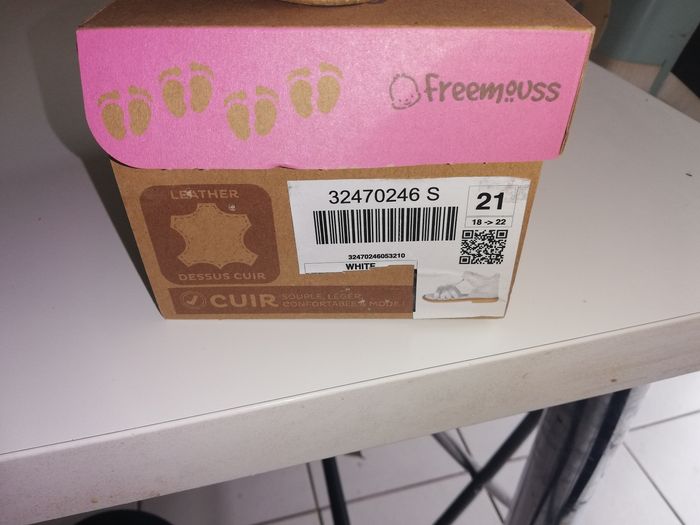 freemouss
LEATHER
DESSUS CUIR
CUIR
SOUPLE, LÉGER,
CONFORTABLE & MODE !
32470246 S
32470246053210
WHITE
21
18 -> 22